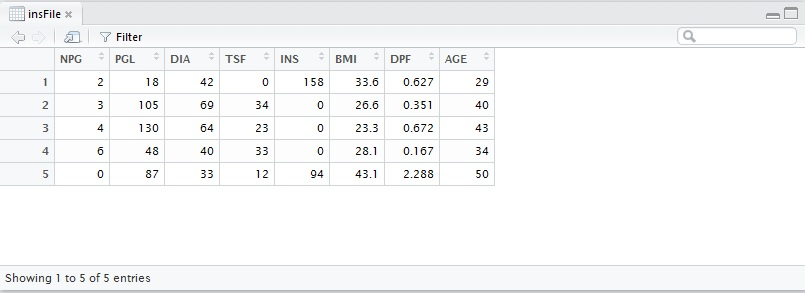 insFile
Filter
NPG PGL DIA TSF INS BMI DPF AGE
1 2 18 42 0 158 33.6 0.627 29
2 3 105 69 34 0 26.6 0.351 40
3 4 130 64 23 0 23.3 0.672 43
4 6 48 40 33 0 28.1 0.167 34
5 0 87 33 12 94 43.1 2.288 50
Showing 1 to 5 of 5 entries